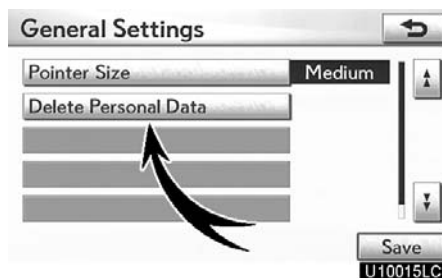 General Settings
Pointer Size Medium
Delete Personal Data
Save
U10015LC